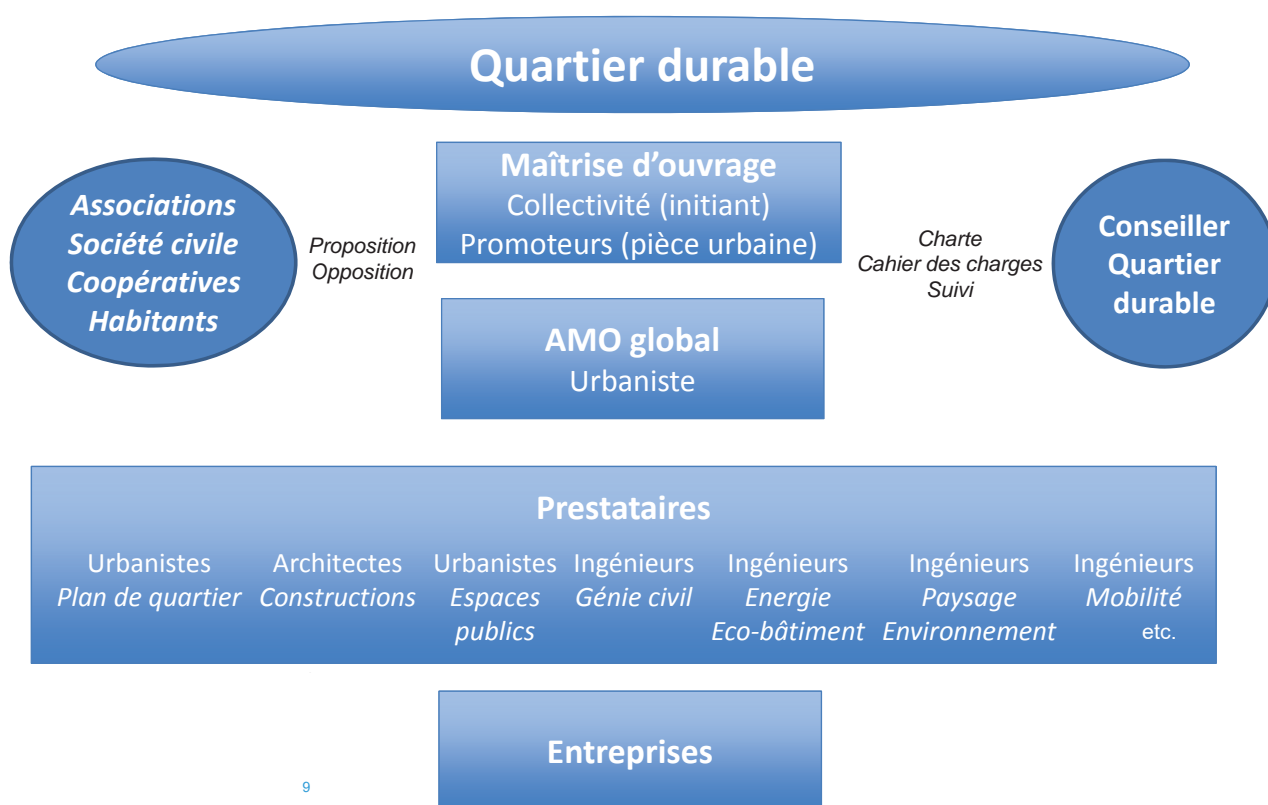 Quartier durable
Associations
Société civile
Coopératives
Habitants
Proposition
Opposition
Maîtrise d'ouvrage
Collectivité (initiant)
Promoteurs (pièce urbaine)
Charte
Cahier des charges
Suivi
Conseiller
Quartier
durable
AMO global
Urbaniste
Prestataires
Urbanistes
Plan de quartier
Architectes
Constructions
Urbanistes
Espaces
publics
Ingénieurs
Génie civil
Ingénieurs
Energie
Eco-bâtiment
Ingénieurs
Paysage
Environnement
Ingénieurs
Mobilité
etc.
Entreprises
9